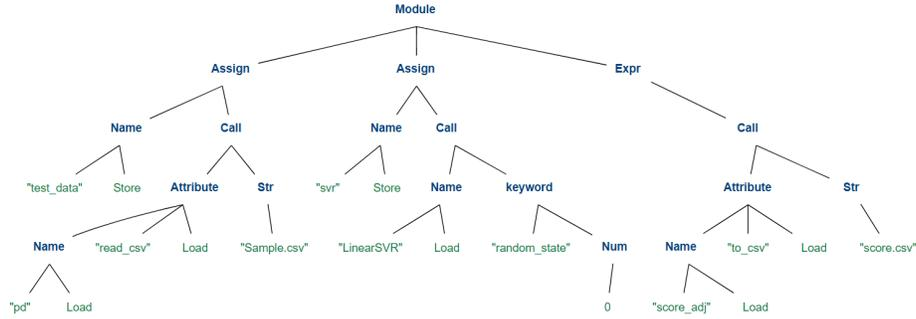 Module
Assign Assign Expr
Name Call Name Call Call
"test_data" Store Attribute Str "svr" Store Name keyword Attribute Str
Name "read_csv" Load "Sample.csv" "LinearSVR" Load "random_state" Num Name "to_csv" Load "score.csv"
"pd" Load 0 "score_adj" Load